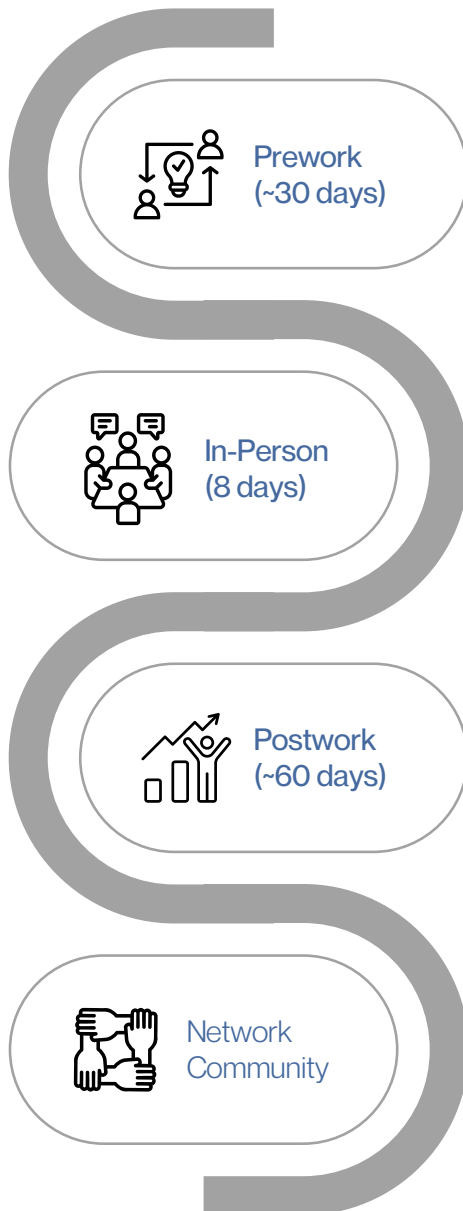 Prework
(~30 days)
In-Person
(8 days)
Postwork
(~60 days)
Network
Community